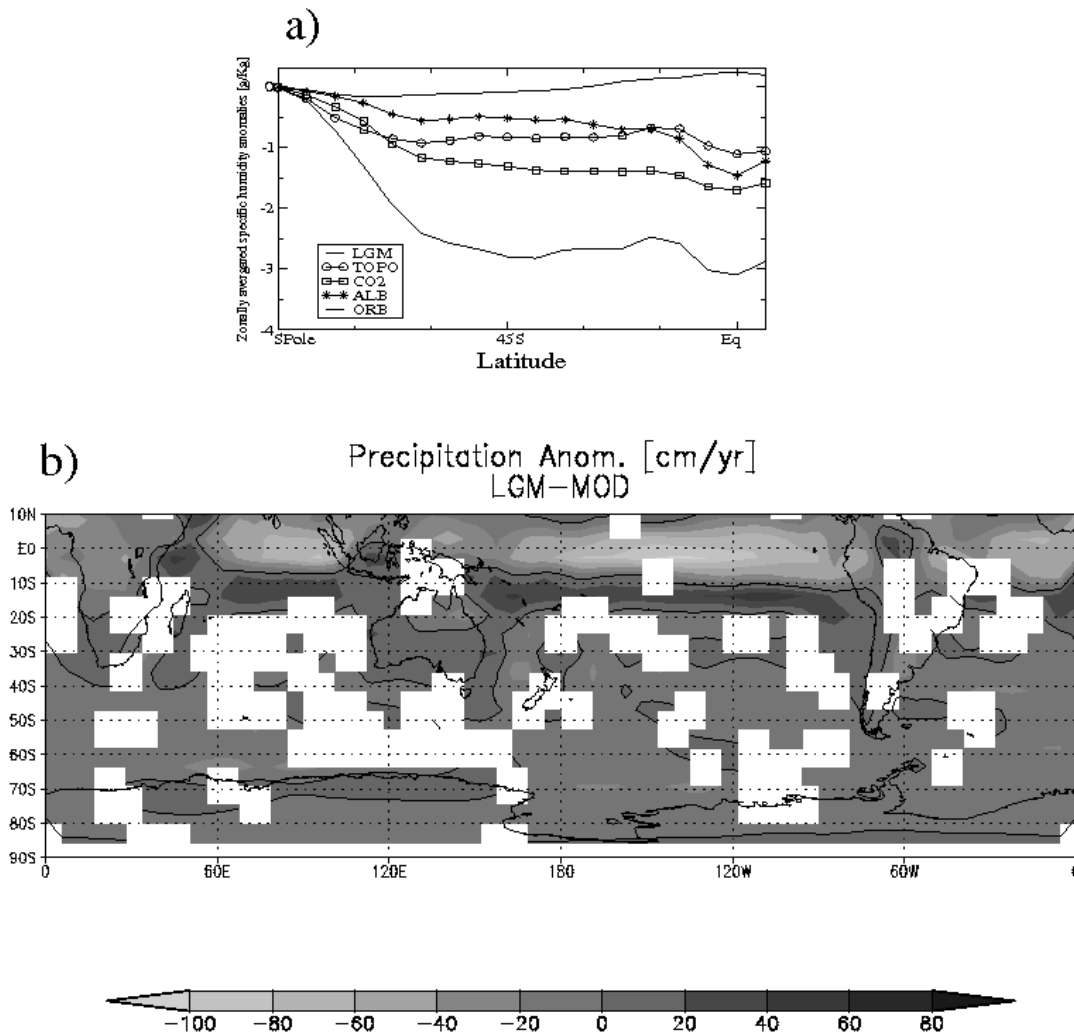 a)
Zonally averaged specific humidity anomalies [g/Kg]
0
-1
-2
-3
-4
LGM
TOPO
CO2
ALB
ORB
SPole 45S Eq
Latitude
b)
Precipitation Anom. [cm/yr]
LGM-MOD
10N
EQ
10S
20S
30S
40S
50S
60S
70S
80S
90S
0 60E 120E 180 120W 60W
-100 -80 -60 -40 -20 0 20 40 60 80